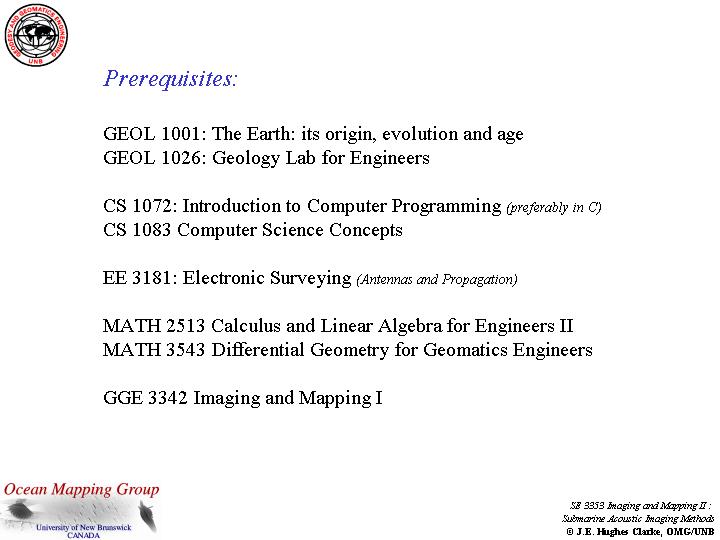 GEODESY AND GEOMATICS ENGINEERING
UNB
Prerequisites:
GEOL 1001: The Earth: its origin, evolution and age
GEOL 1026: Geology Lab for Engineers
CS 1072: Introduction to Computer Programming (preferably in C)
CS 1083 Computer Science Concepts
EE 3181: Electronic Surveying (Antennas and Propagation)
MATH 2513 Calculus and Linear Algebra for Engineers II
MATH 3543 Differential Geometry for Geomatics Engineers
GGE 3342 Imaging and Mapping I
Ocean Mapping Group
University of New Brunswick
CANADA
SE 3353 Imaging and Mapping II :
Submarine Acoustic Imaging Methods
© J.E. Hughes Clarke, OMG/UNB